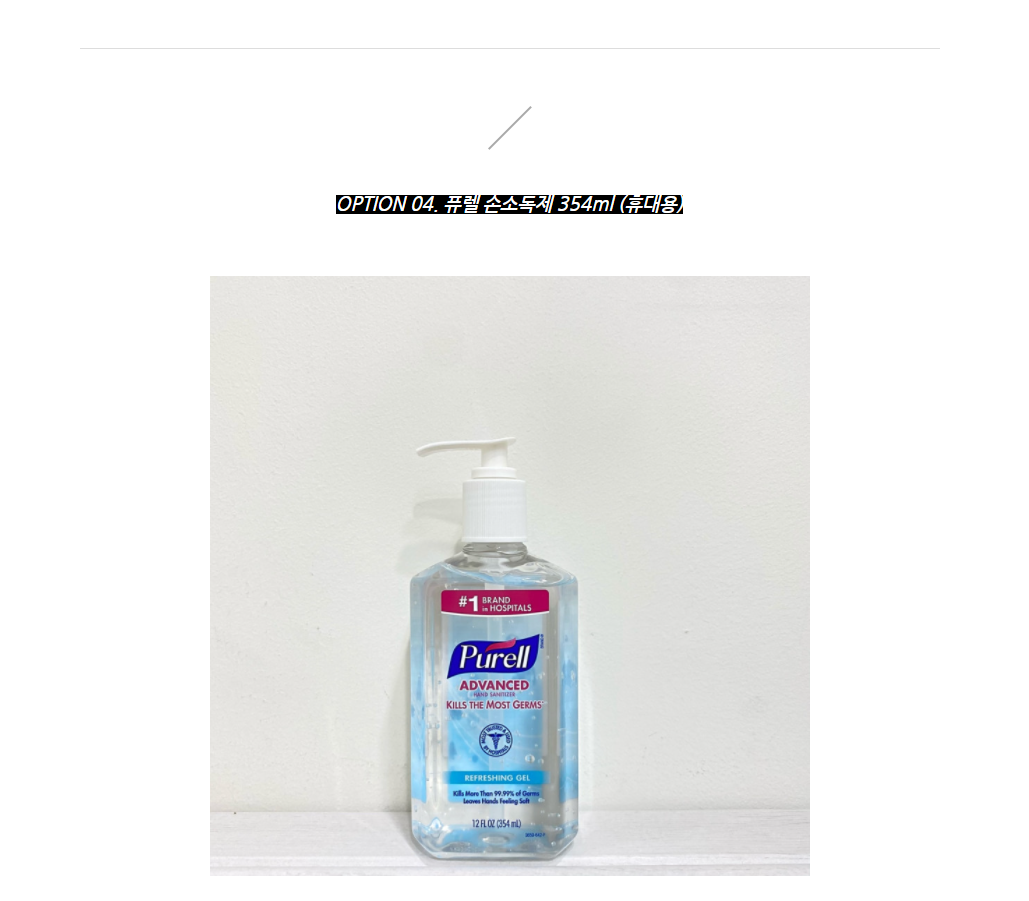 OPTION 04. 퓨렐 손소독제 354ml (휴대용)
#1 BRAND in HOSPITALS
Purell
ADVANCED
HAND SANITIZER
KILLS THE MOST GERMS
REFRESHING GEL
Kills More Than 99.99% of Germs
Leaves Hands Feeling Soft
12 FL OZ (354 mL)